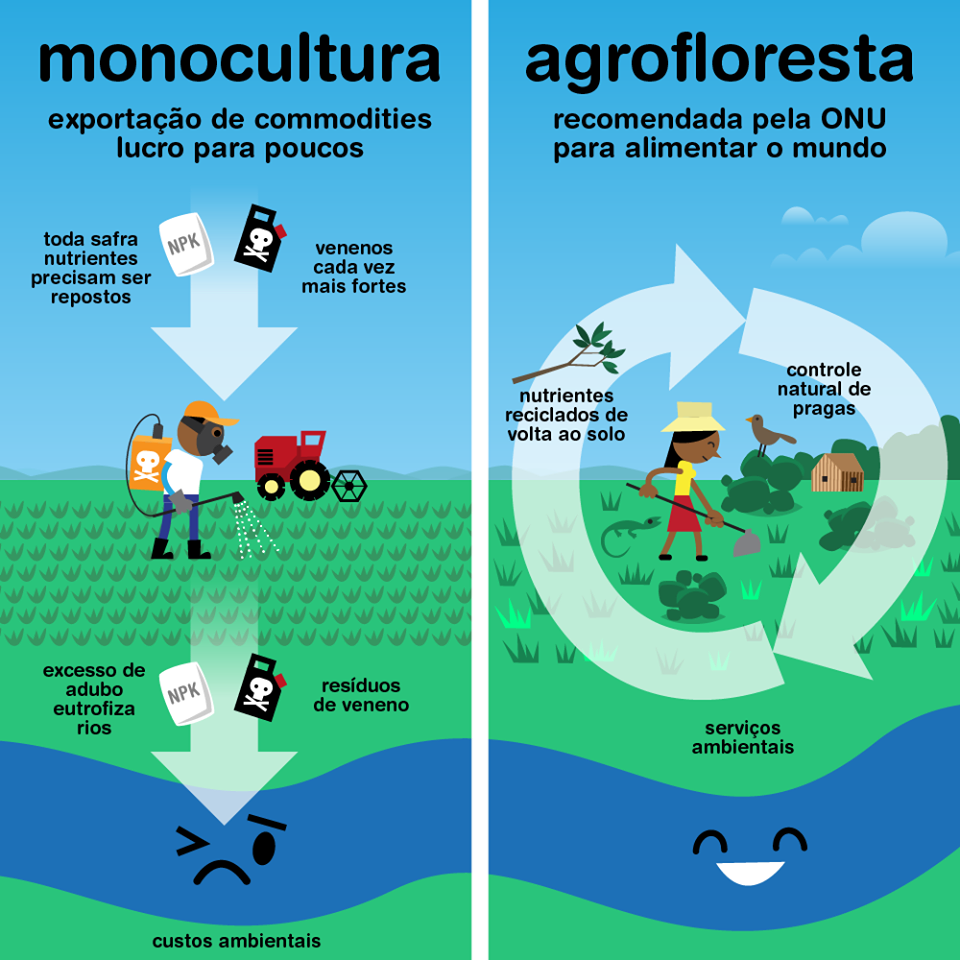 monocultura
exportação de commodities
lucro para poucos
toda safra
nutrientes
precisam ser
repostos
NPK
venenos
cada vez
mais fortes
excesso de
adubo
eutrofiza
rios
NPK
resíduos
de veneno
custos ambientais
agrofloresta
recomendada pela ONU
para alimentar o mundo
nutrientes
reciclados de
volta ao solo
controle
natural de
pragas
serviços
ambientais